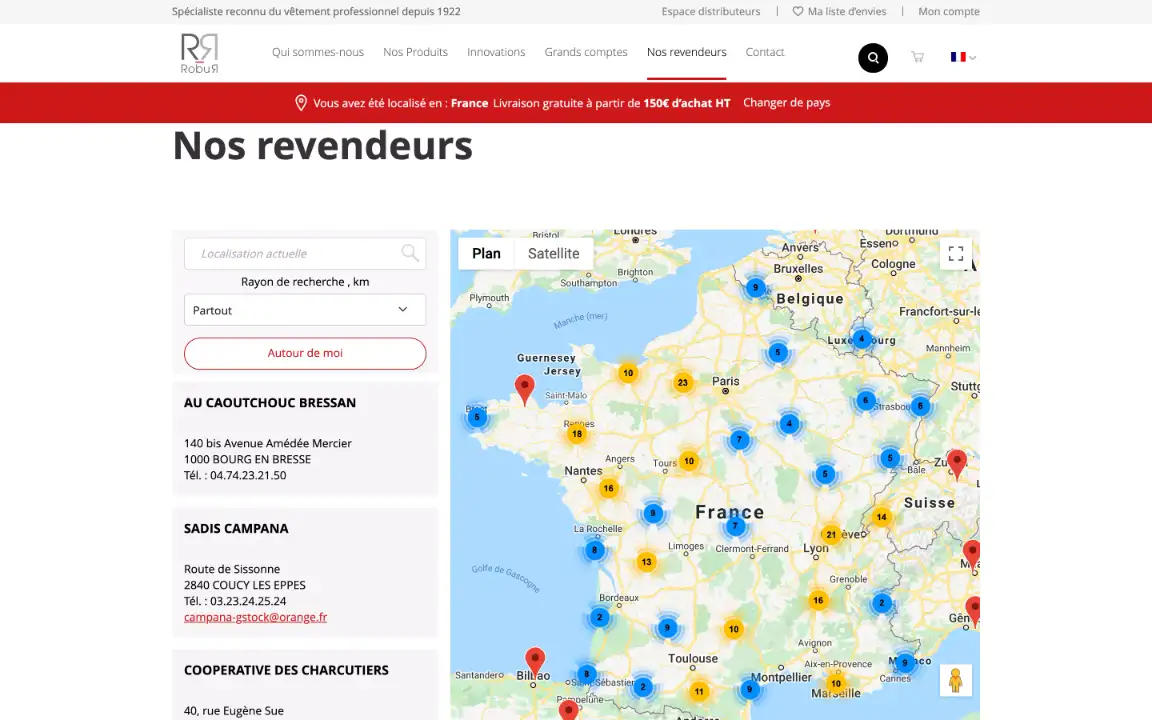 Spécialiste reconnu du vêtement professionnel depuis 1922
Espace distributeurs | Ma liste d'envies | Mon compte
RR
RobuR
Qui sommes-nous Nos Produits Innovations Grands comptes Nos revendeurs Contact
Vous avez été localisé en : France Livraison gratuite à partir de 150€ d'achat HT Changer de pays
Nos revendeurs
Localisation actuelle
Rayon de recherche , km
Partout
Autour de moi
AU CAOUTCHOUC BRESSAN
140 bis Avenue Amédée Mercier
1000 BOURG EN BRESSE
Tél. : 04.74.23.21.50
SADIS CAMPANA
Route de Sissonne
2840 COUCY LES EPPES
Tél. : 03.23.24.25.24
campana-gstock@orange.fr
COOPERATIVE DES CHARCUTIERS
40, rue Eugène Sue
Plan Satellite
Bristol
Londres
Anvers
Essen
Dortmund
Bruxelles
Cologne
Brighton
Southampton
Plymouth
9
Belgique
Francfort-sur-le
Manche (mer)
4
Luxembourg
Mannheim
5
Guernesey
Jersey
10
23
Paris
Stuttg
Saint-Malo
Brest
5
6
Strasbourg
6
Rennes
18
4
7
Angers
Tours
10
5
5
Bâle
Zu
Nantes
16
Suisse
9
France
7
14
La Rochelle
8
21
Genève
Limoges
Clermont-Ferrand
Lyon
13
Golfe de Gascogne
Grenoble
Bordeaux
16
2
2
9
10
Gên
Avignon
Toulouse
Aix-en-Provence
Monaco
9
Cannes
Santander
Bilbao
8
Saint-Sébastien
2
11
9
Montpellier
10
Marseille
Pampelune
Andorre